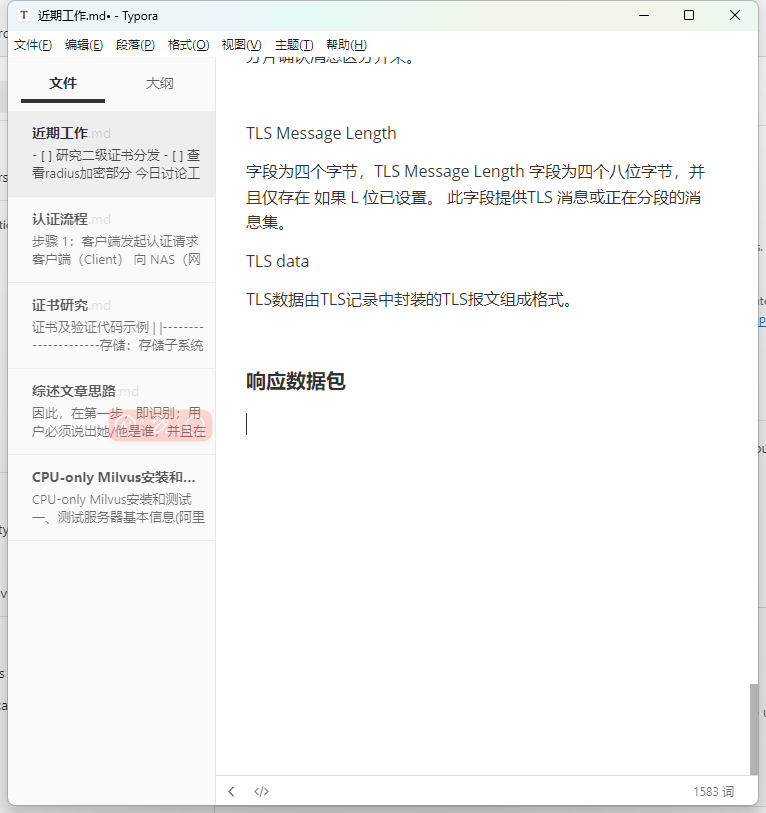 近期工作.md• - Typora
文件(F) 编辑(E) 段落(P) 格式(O) 视图(V) 主题(T) 帮助(H)
文件 大纲
近期工作.md
- [ ] 研究二级证书分发 - [ ] 查
看radius加密部分 今日讨论工
认证流程.md
步骤 1：客户端发起认证请求
客户端（Client） 向 NAS（网
证书研究.md
证书及验证代码示例 | |--------
--------------------存储：存储子系统
综述文章思路.md
因此，在第一步，即识别；用
户必须说出她/他是谁，并且在
CPU-only Milvus安装和...
CPU-only Milvus安装和测试
一、测试服务器基本信息(阿里
TLS Message Length
字段为四个字节，TLS Message Length 字段为四个八位字节，并
且仅存在 如果 L 位已设置。 此字段提供TLS 消息或正在分段的消
息集。
TLS data
TLS数据由TLS记录中封装的TLS报文组成格式。
响应数据包
1583 词